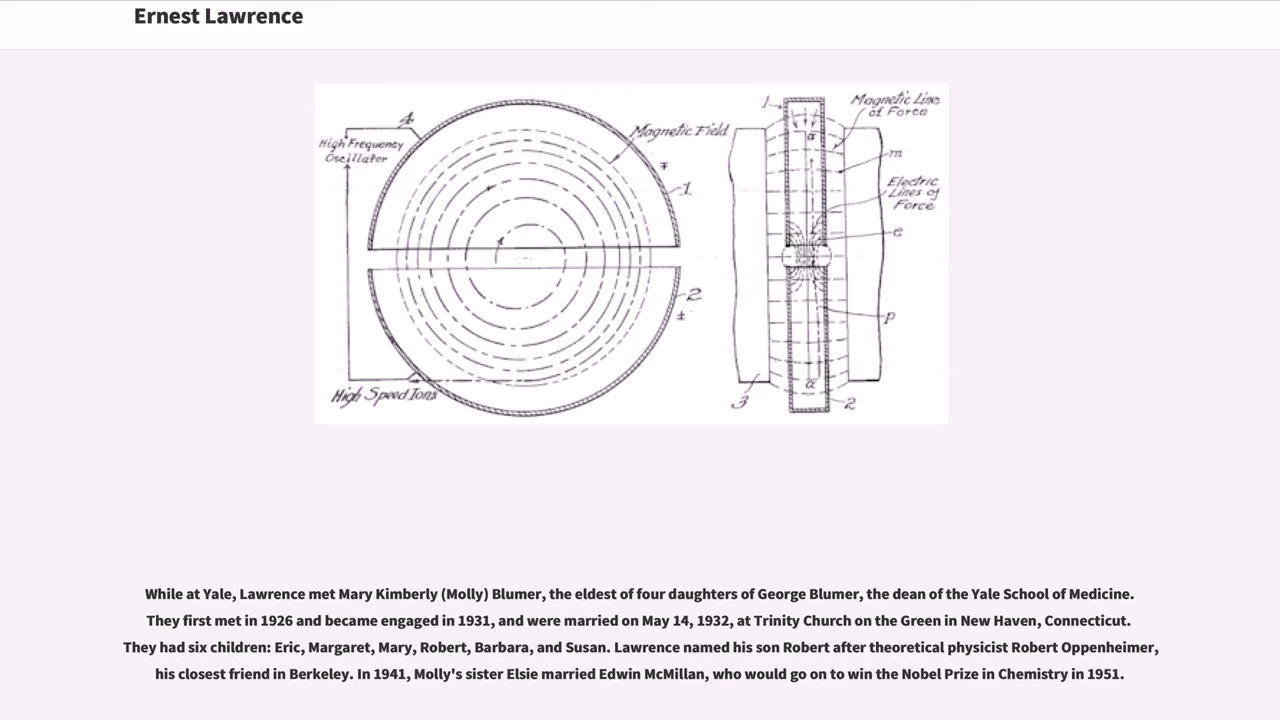 Ernest Lawrence
4
High Frequency
Oscillator
Magnetic Field
∓
1
2
±
High Speed Ions
1
Magnetic Lines
of Force
a
m
Electric
Lines of
Force
e
p
a
3
2
While at Yale, Lawrence met Mary Kimberly (Molly) Blumer, the eldest of four daughters of George Blumer, the dean of the Yale School of Medicine.
They first met in 1926 and became engaged in 1931, and were married on May 14, 1932, at Trinity Church on the Green in New Haven, Connecticut.
They had six children: Eric, Margaret, Mary, Robert, Barbara, and Susan. Lawrence named his son Robert after theoretical physicist Robert Oppenheimer,
his closest friend in Berkeley. In 1941, Molly's sister Elsie married Edwin McMillan, who would go on to win the Nobel Prize in Chemistry in 1951.